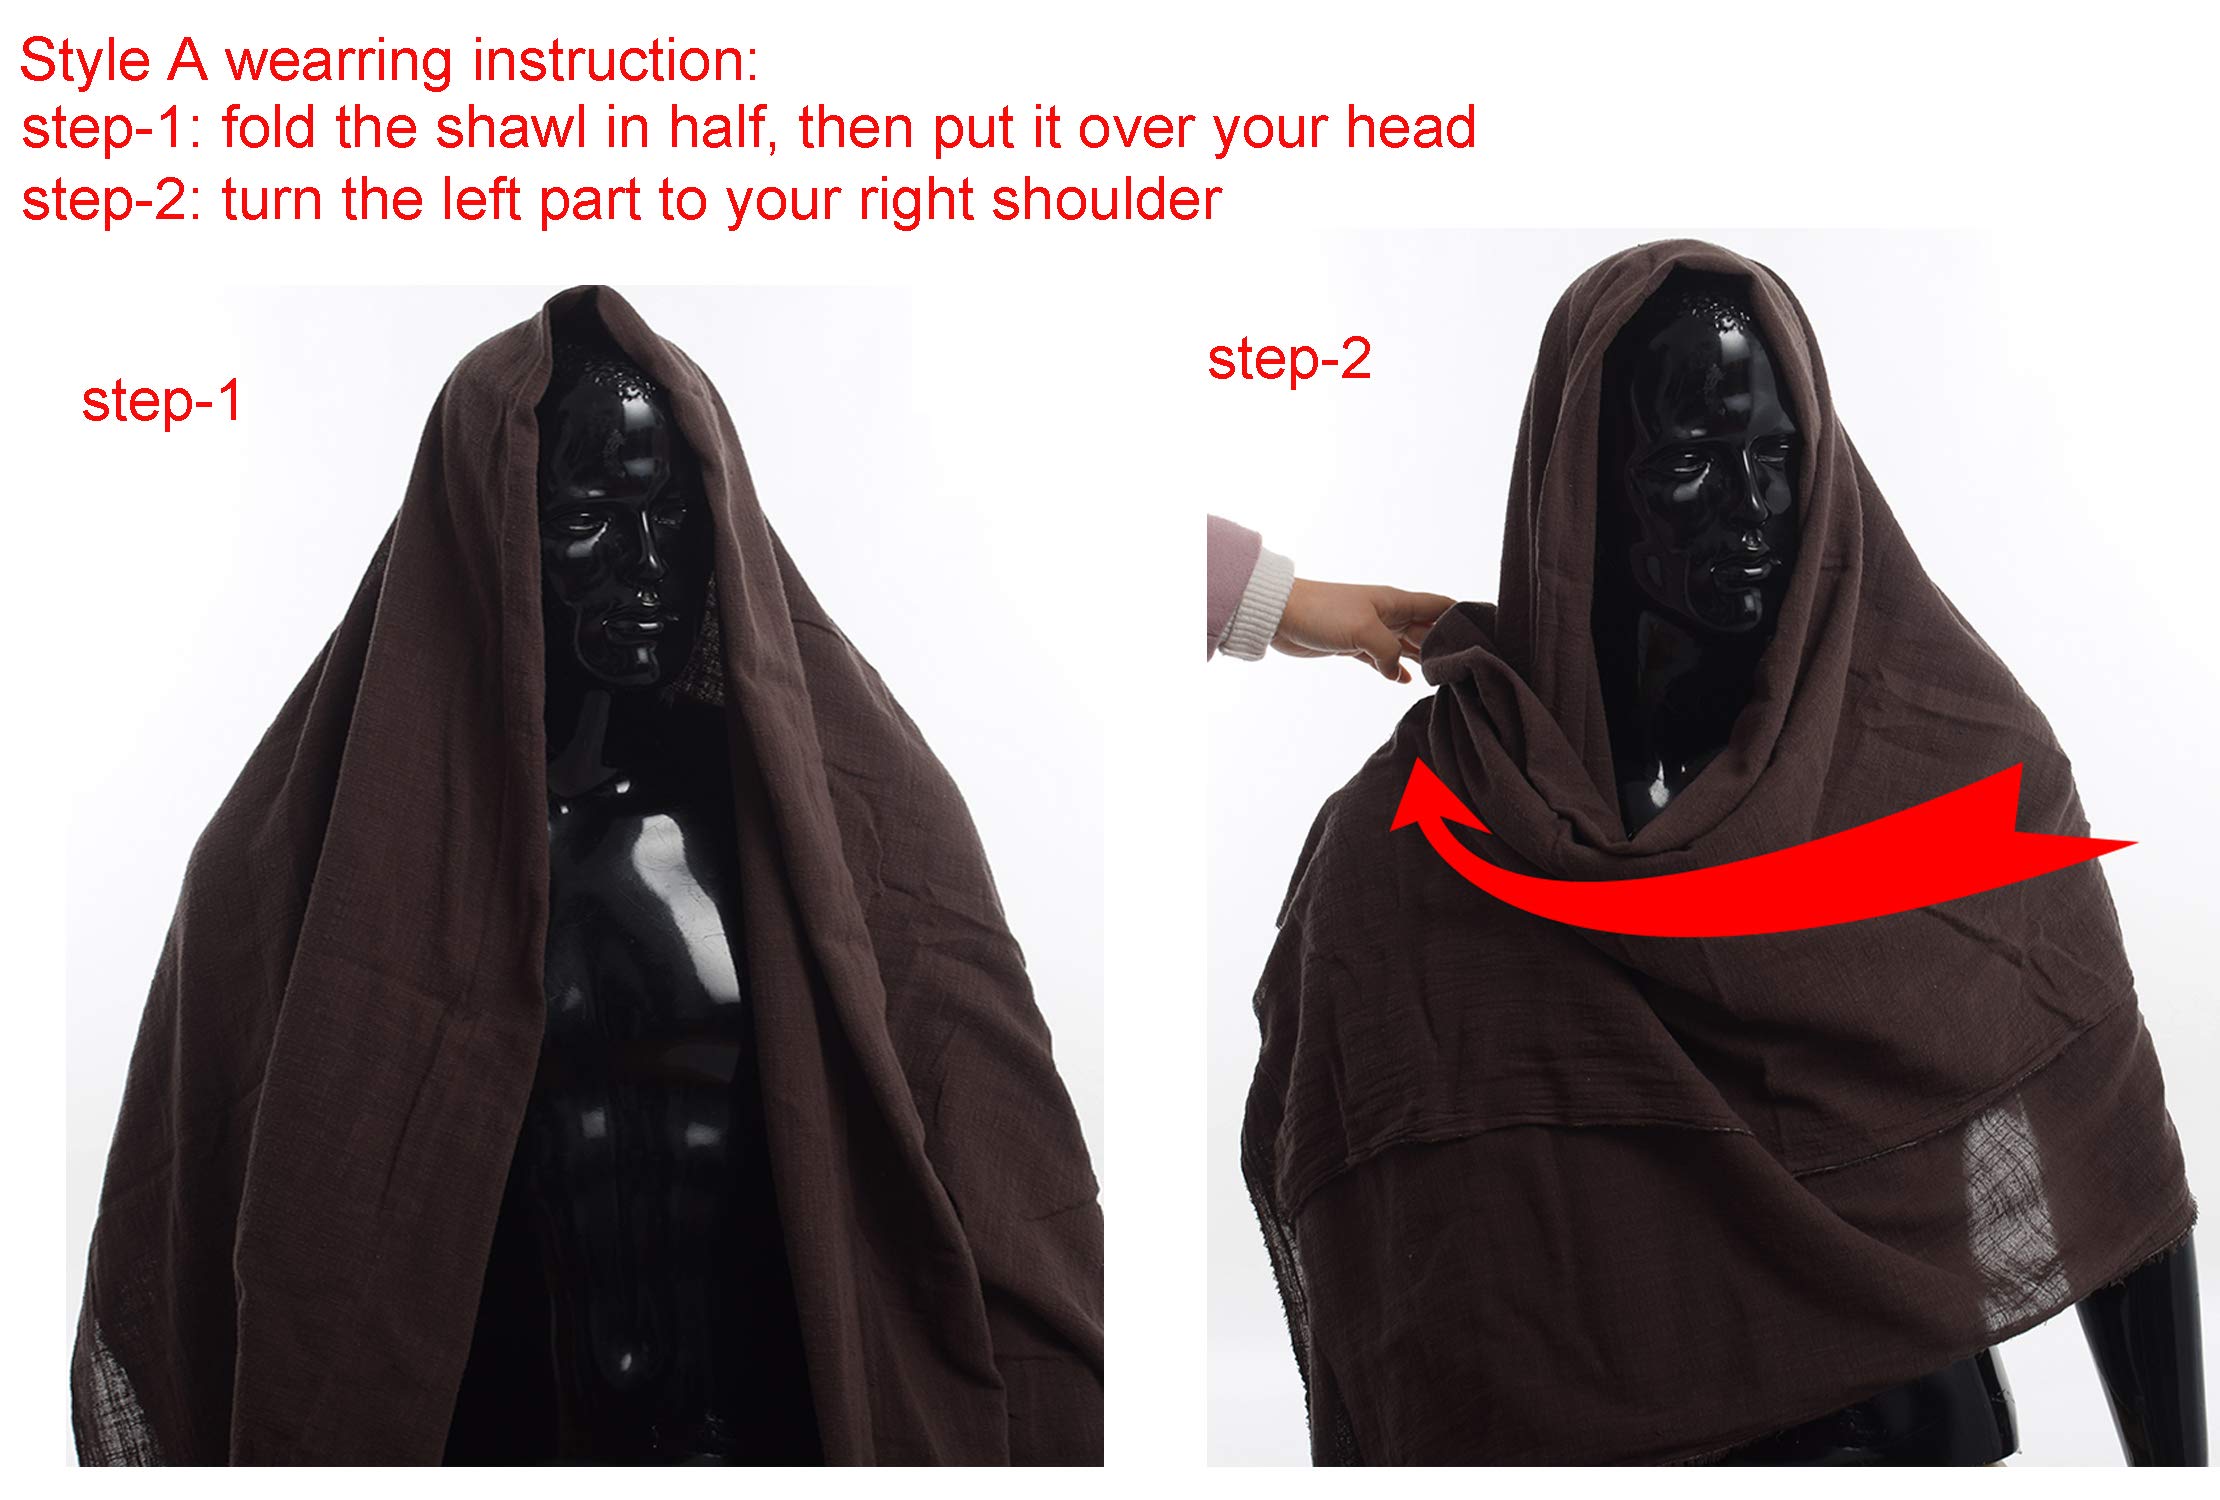 Style A wearring instruction:
step-1: fold the shawl in half, then put it over your head
step-2: turn the left part to your right shoulder
step-1
step-2